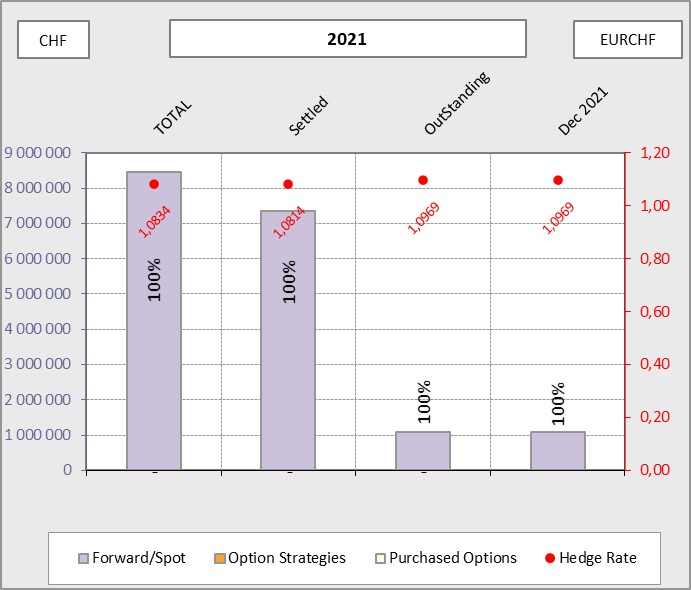 CHF
2021
EURCHF
TOTAL
Settled
OutStanding
Dec 2021
9 000 000
8 000 000
7 000 000
6 000 000
5 000 000
4 000 000
3 000 000
2 000 000
1 000 000
0
1,0834
1,0814
1,0969
1,0969
100%
100%
100%
100%
1,20
1,00
0,80
0,60
0,40
0,20
0,00
Forward/Spot
Option Strategies
Purchased Options
Hedge Rate